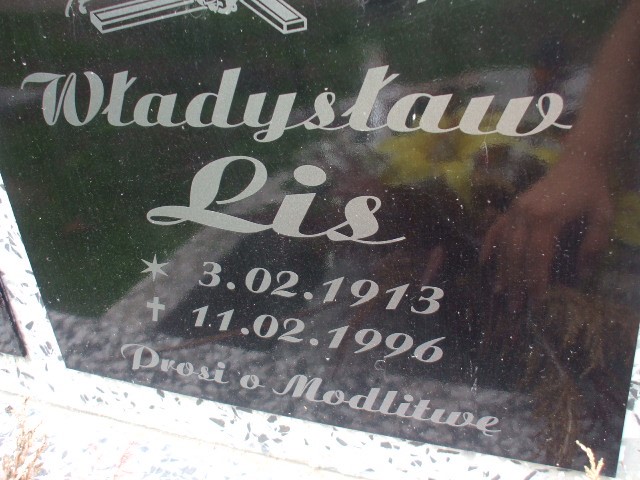 Władysław
Lis
* 3.02.1913
✝ 11.02.1996
Prosi o Modlitwę